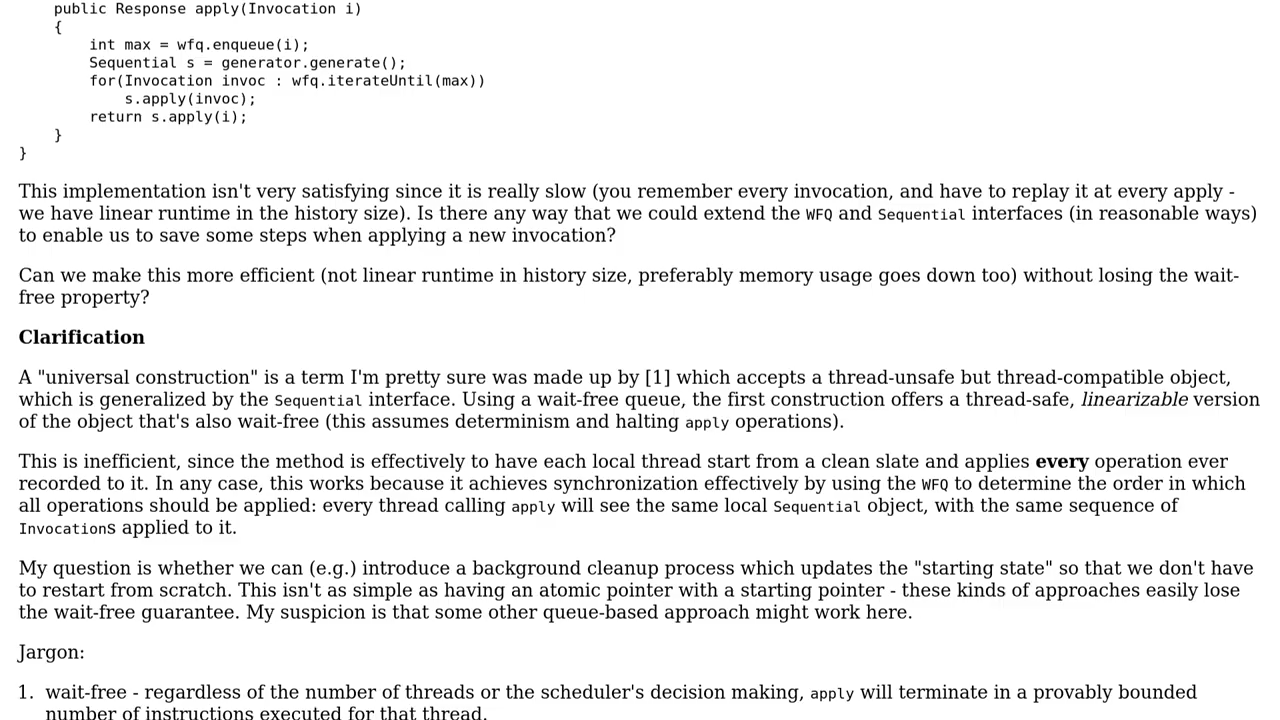 public Response apply(Invocation i)
{
int max = wfq.enqueue(i);
Sequential s = generator.generate();
for(Invocation invoc : wfq.iterateUntil(max))
s.apply(invoc);
return s.apply(i);
}
}
This implementation isn't very satisfying since it is really slow (you remember every invocation, and have to replay it at every apply -
we have linear runtime in the history size). Is there any way that we could extend the WFQ and Sequential interfaces (in reasonable ways)
to enable us to save some steps when applying a new invocation?
Can we make this more efficient (not linear runtime in history size, preferably memory usage goes down too) without losing the wait-
free property?
Clarification
A "universal construction" is a term I'm pretty sure was made up by [1] which accepts a thread-unsafe but thread-compatible object,
which is generalized by the Sequential interface. Using a wait-free queue, the first construction offers a thread-safe, linearizable version
of the object that's also wait-free (this assumes determinism and halting apply operations).
This is inefficient, since the method is effectively to have each local thread start from a clean slate and applies every operation ever
recorded to it. In any case, this works because it achieves synchronization effectively by using the WFQ to determine the order in which
all operations should be applied: every thread calling apply will see the same local Sequential object, with the same sequence of
Invocations applied to it.
My question is whether we can (e.g.) introduce a background cleanup process which updates the "starting state" so that we don't have
to restart from scratch. This isn't as simple as having an atomic pointer with a starting pointer - these kinds of approaches easily lose
the wait-free guarantee. My suspicion is that some other queue-based approach might work here.
Jargon:
1. wait-free - regardless of the number of threads or the scheduler's decision making, apply will terminate in a provably bounded
number of instructions executed for that thread.